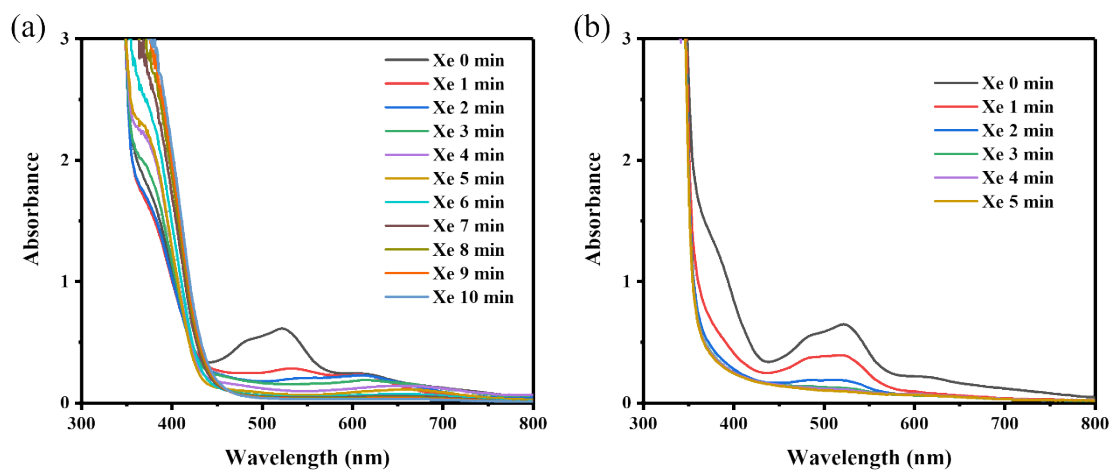 (a)
3
2
1
0
Absorbance
300 400 500 600 700 800
Wavelength (nm)
Xe 0 min
Xe 1 min
Xe 2 min
Xe 3 min
Xe 4 min
Xe 5 min
Xe 6 min
Xe 7 min
Xe 8 min
Xe 9 min
Xe 10 min
(b)
3
2
1
0
Absorbance
300 400 500 600 700 800
Wavelength (nm)
Xe 0 min
Xe 1 min
Xe 2 min
Xe 3 min
Xe 4 min
Xe 5 min